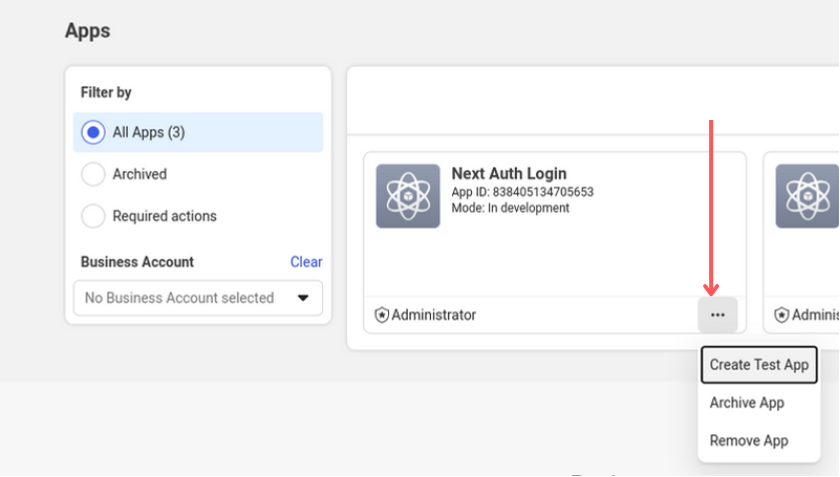 Apps
Filter by
All Apps (3)
Archived
Required actions
Business Account
Clear
No Business Account selected
Next Auth Login
App ID: 838405134705653
Mode: In development
Administrator
...
Create Test App
Archive App
Remove App